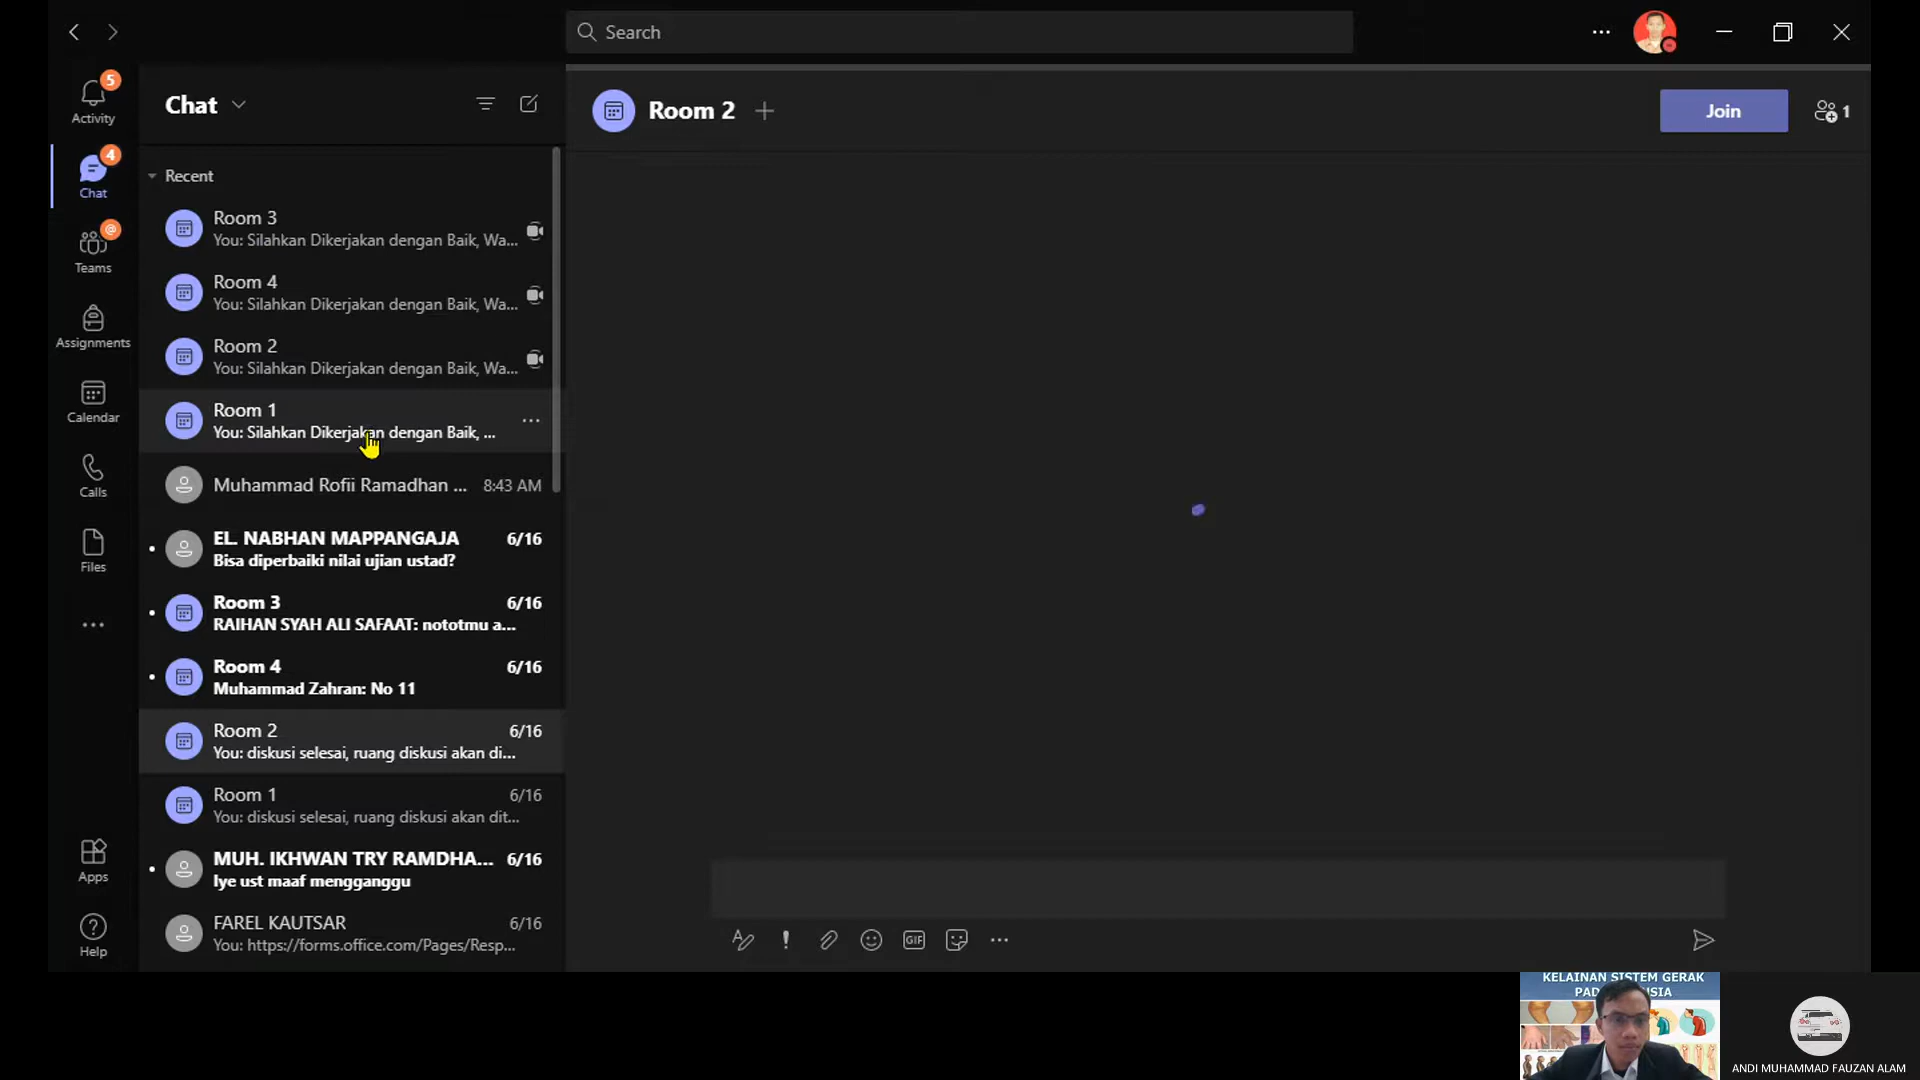 Search
5
Activity
4
Chat
@
Teams
Assignments
Calendar
Calls
Files
Apps
Help
Chat
Recent
Room 3
You: Silahkan Dikerjakan dengan Baik, Wa...
Room 4
You: Silahkan Dikerjakan dengan Baik, Wa...
Room 2
You: Silahkan Dikerjakan dengan Baik, Wa...
Room 1
You: Silahkan Dikerjakan dengan Baik, ...
Muhammad Rofii Ramadhan ... 8:43 AM
EL. NABHAN MAPPANGAJA 6/16
Bisa diperbaiki nilai ujian ustad?
Room 3 6/16
RAIHAN SYAH ALI SAFAAT: nototmu a...
Room 4 6/16
Muhammad Zahran: No 11
Room 2 6/16
You: diskusi selesai, ruang diskusi akan di...
Room 1 6/16
You: diskusi selesai, ruang diskusi akan dit...
MUH. IKHWAN TRY RAMDHA... 6/16
Iye ust maaf mengganggu
FAREL KAUTSAR 6/16
You: https://forms.office.com/Pages/Resp...
Room 2
Join
1
GIF
KELAINAN SISTEM GERAK
ANDI MUHAMMAD FAUZAN ALAM